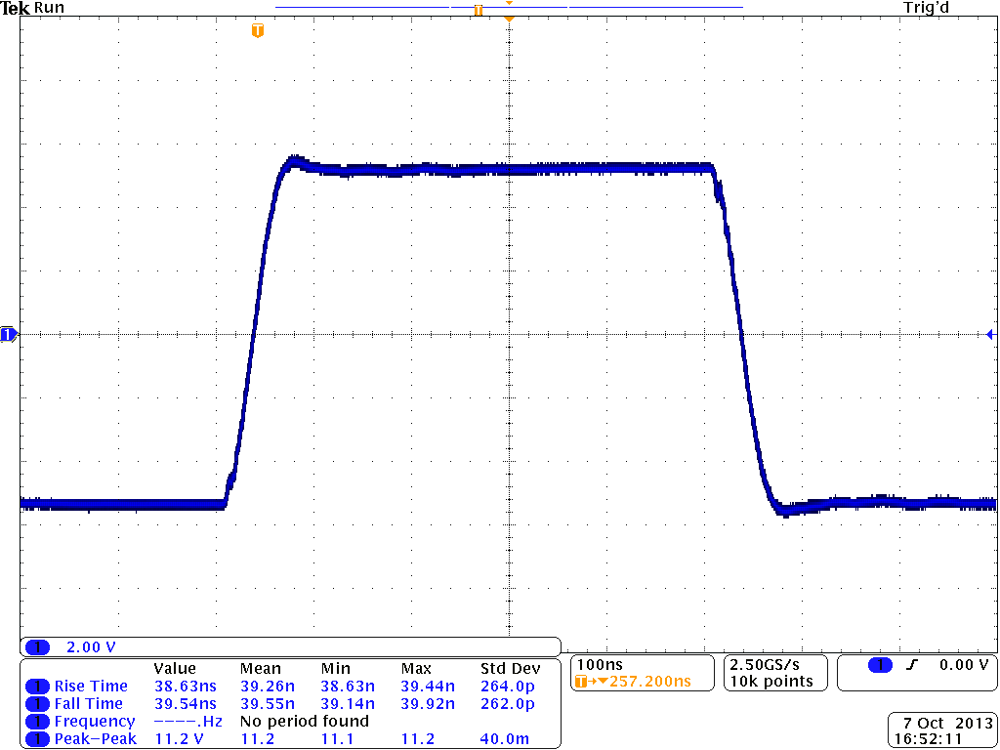 Tek Run Trig'd
T
T
1
1 2.00 V
Value Mean Min Max Std Dev
1 Rise Time 38.63ns 39.26n 38.63n 39.44n 264.0p
1 Fall Time 39.54ns 39.55n 39.14n 39.92n 262.0p
1 Frequency ----.Hz No period found
1 Peak-Peak 11.2 V 11.2 11.1 11.2 40.0m
100ns
T→▼257.200ns
2.50GS/s
10k points
1 0.00 V
7 Oct 2013
16:52:11